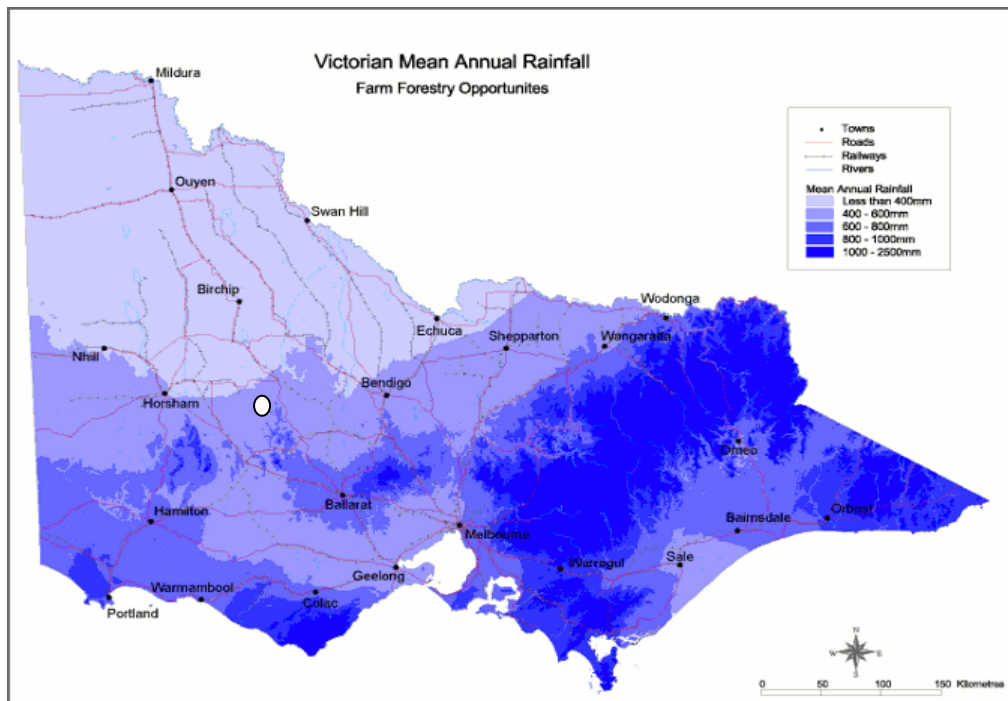 Victorian Mean Annual Rainfall
Farm Forestry Opportunites
Mildura
Towns
Roads
Railways
Rivers
Mean Annual Rainfall
Less than 400mm
400 - 600mm
600 - 800mm
800 - 1000mm
1000 - 2500mm
Ouyen
Swan Hill
Birchip
Wodonga
Echuca
Shepparton
Wangaratta
Nhill
Bendigo
Horsham
Omeo
Ballarat
Hamilton
Orbost
Bairnsdale
Melbourne
Sale
Geelong
Warragul
Warrnambool
Colac
Portland
N
W
E
S
0 50 100 150 Kilometres